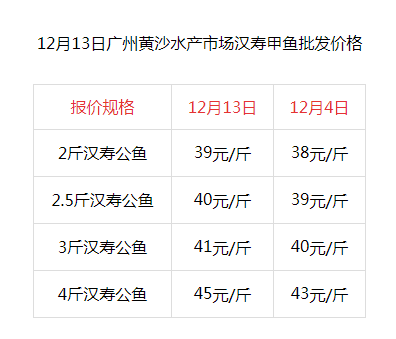 12月13日广州黄沙水产市场汉寿甲鱼批发价格
报价规格 12月13日 12月4日
2斤汉寿公鱼 39元/斤 38元/斤
2.5斤汉寿公鱼 40元/斤 39元/斤
3斤汉寿公鱼 41元/斤 40元/斤
4斤汉寿公鱼 45元/斤 43元/斤